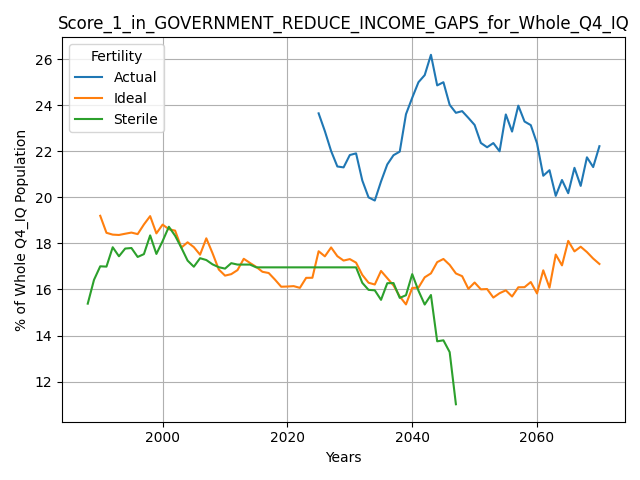 Score_1_in_GOVERNMENT_REDUCE_INCOME_GAPS_for_Whole_Q4_IQ
Fertility
Actual
Ideal
Sterile
% of Whole Q4_IQ Population
26
24
22
20
18
16
14
12
2000
2020
2040
2060
Years